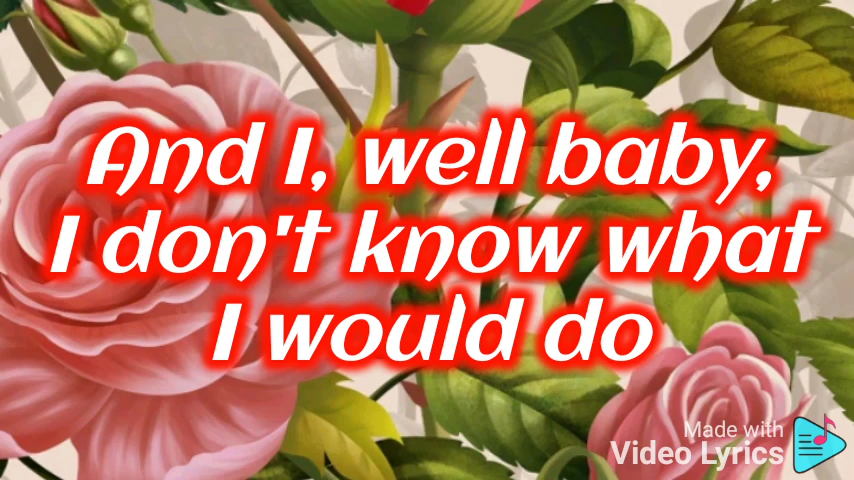 And I, well baby,
I don't know what
I would do
Made with
Video Lyrics